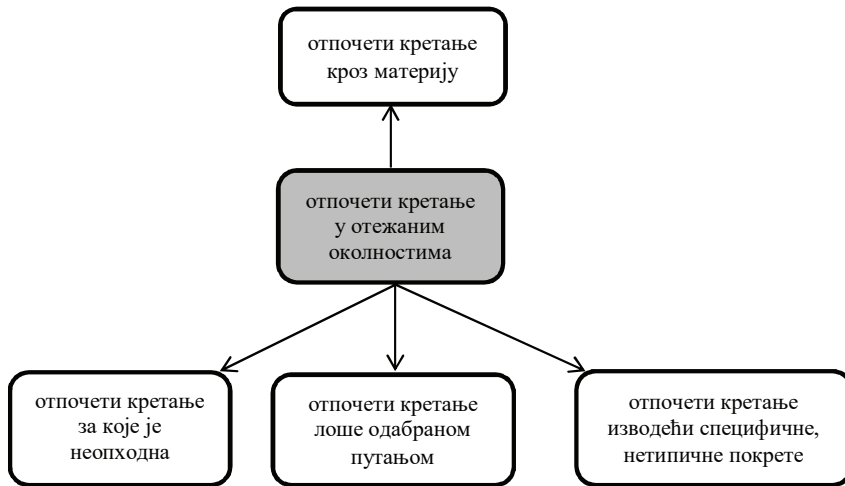 отпочети кретање
кроз материју
отпочети кретање
у отежаним
околностима
отпочети кретање
за које је
неопходна
отпочети кретање
лоше одабраном
путањом
отпочети кретање
изводећи специфичне,
нетипичне покрете